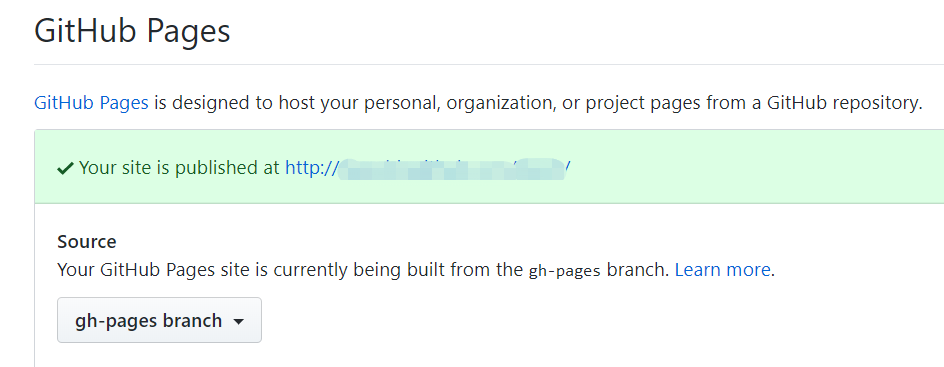 GitHub Pages
GitHub Pages is designed to host your personal, organization, or project pages from a GitHub repository.
Your site is published at http:// / /
Source
Your GitHub Pages site is currently being built from the gh-pages branch. Learn more.
gh-pages branch